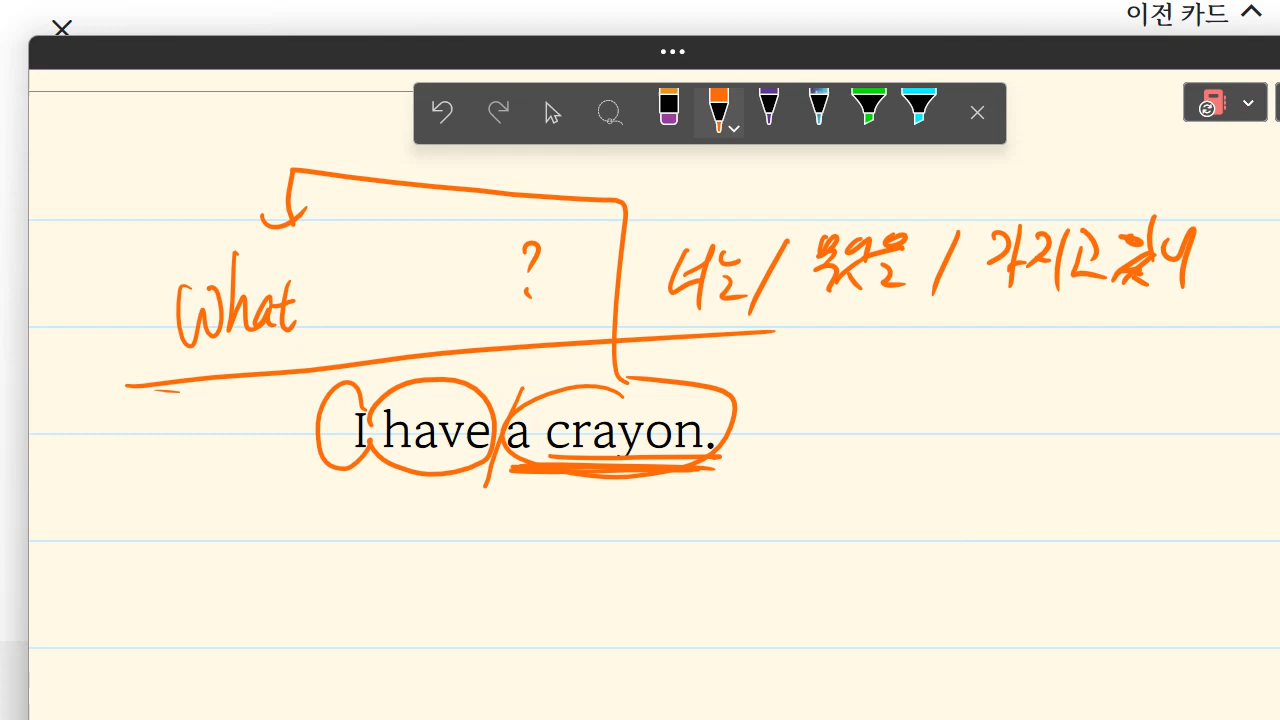 이전 카드
What ? 너는 / 무엇을 / 가지고 있니
I have a crayon.